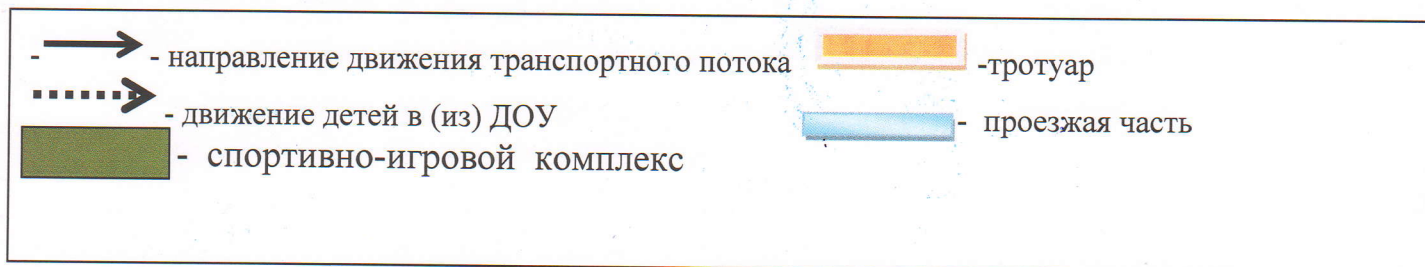 - - направление движения транспортного потока
- движение детей в (из) ДОУ
- спортивно-игровой комплекс
-тротуар
- проезжая часть